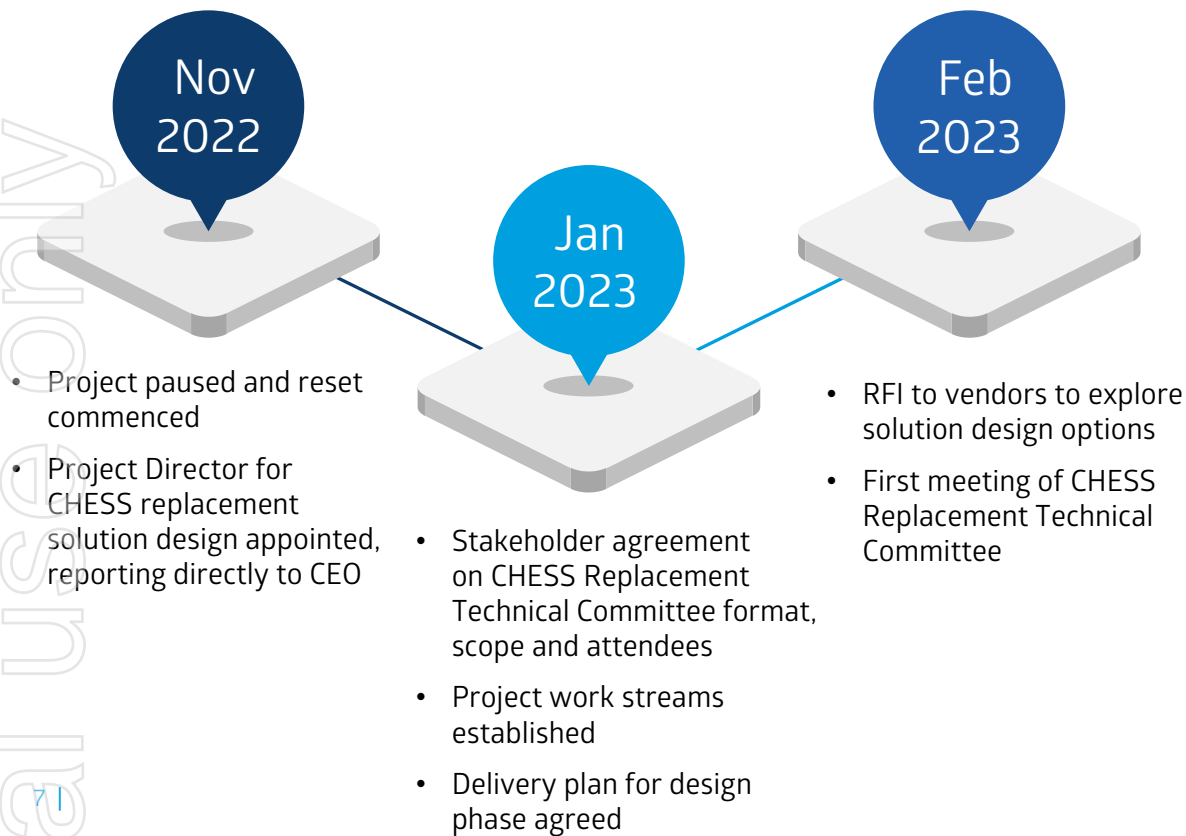 Nov
2022
• Project paused and reset
commenced
• Project Director for
CHESS replacement
solution design appointed,
reporting directly to CEO
Jan
2023
• Stakeholder agreement
on CHESS Replacement
Technical Committee format,
scope and attendees
• Project work streams
established
• Delivery plan for design
phase agreed
Feb
2023
• RFI to vendors to explore
solution design options
• First meeting of CHESS
Replacement Technical
Committee
al use only
7 |